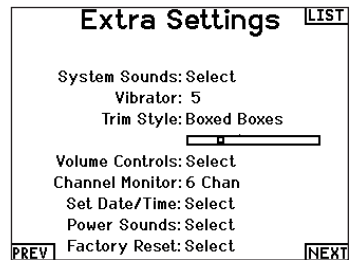 Extra Settings LIST
System Sounds: Select
Vibrator: 5
Trim Style: Boxed Boxes
Volume Controls: Select
Channel Monitor: 6 Chan
Set Date/Time: Select
Power Sounds: Select
PREV Factory Reset: Select NEXT